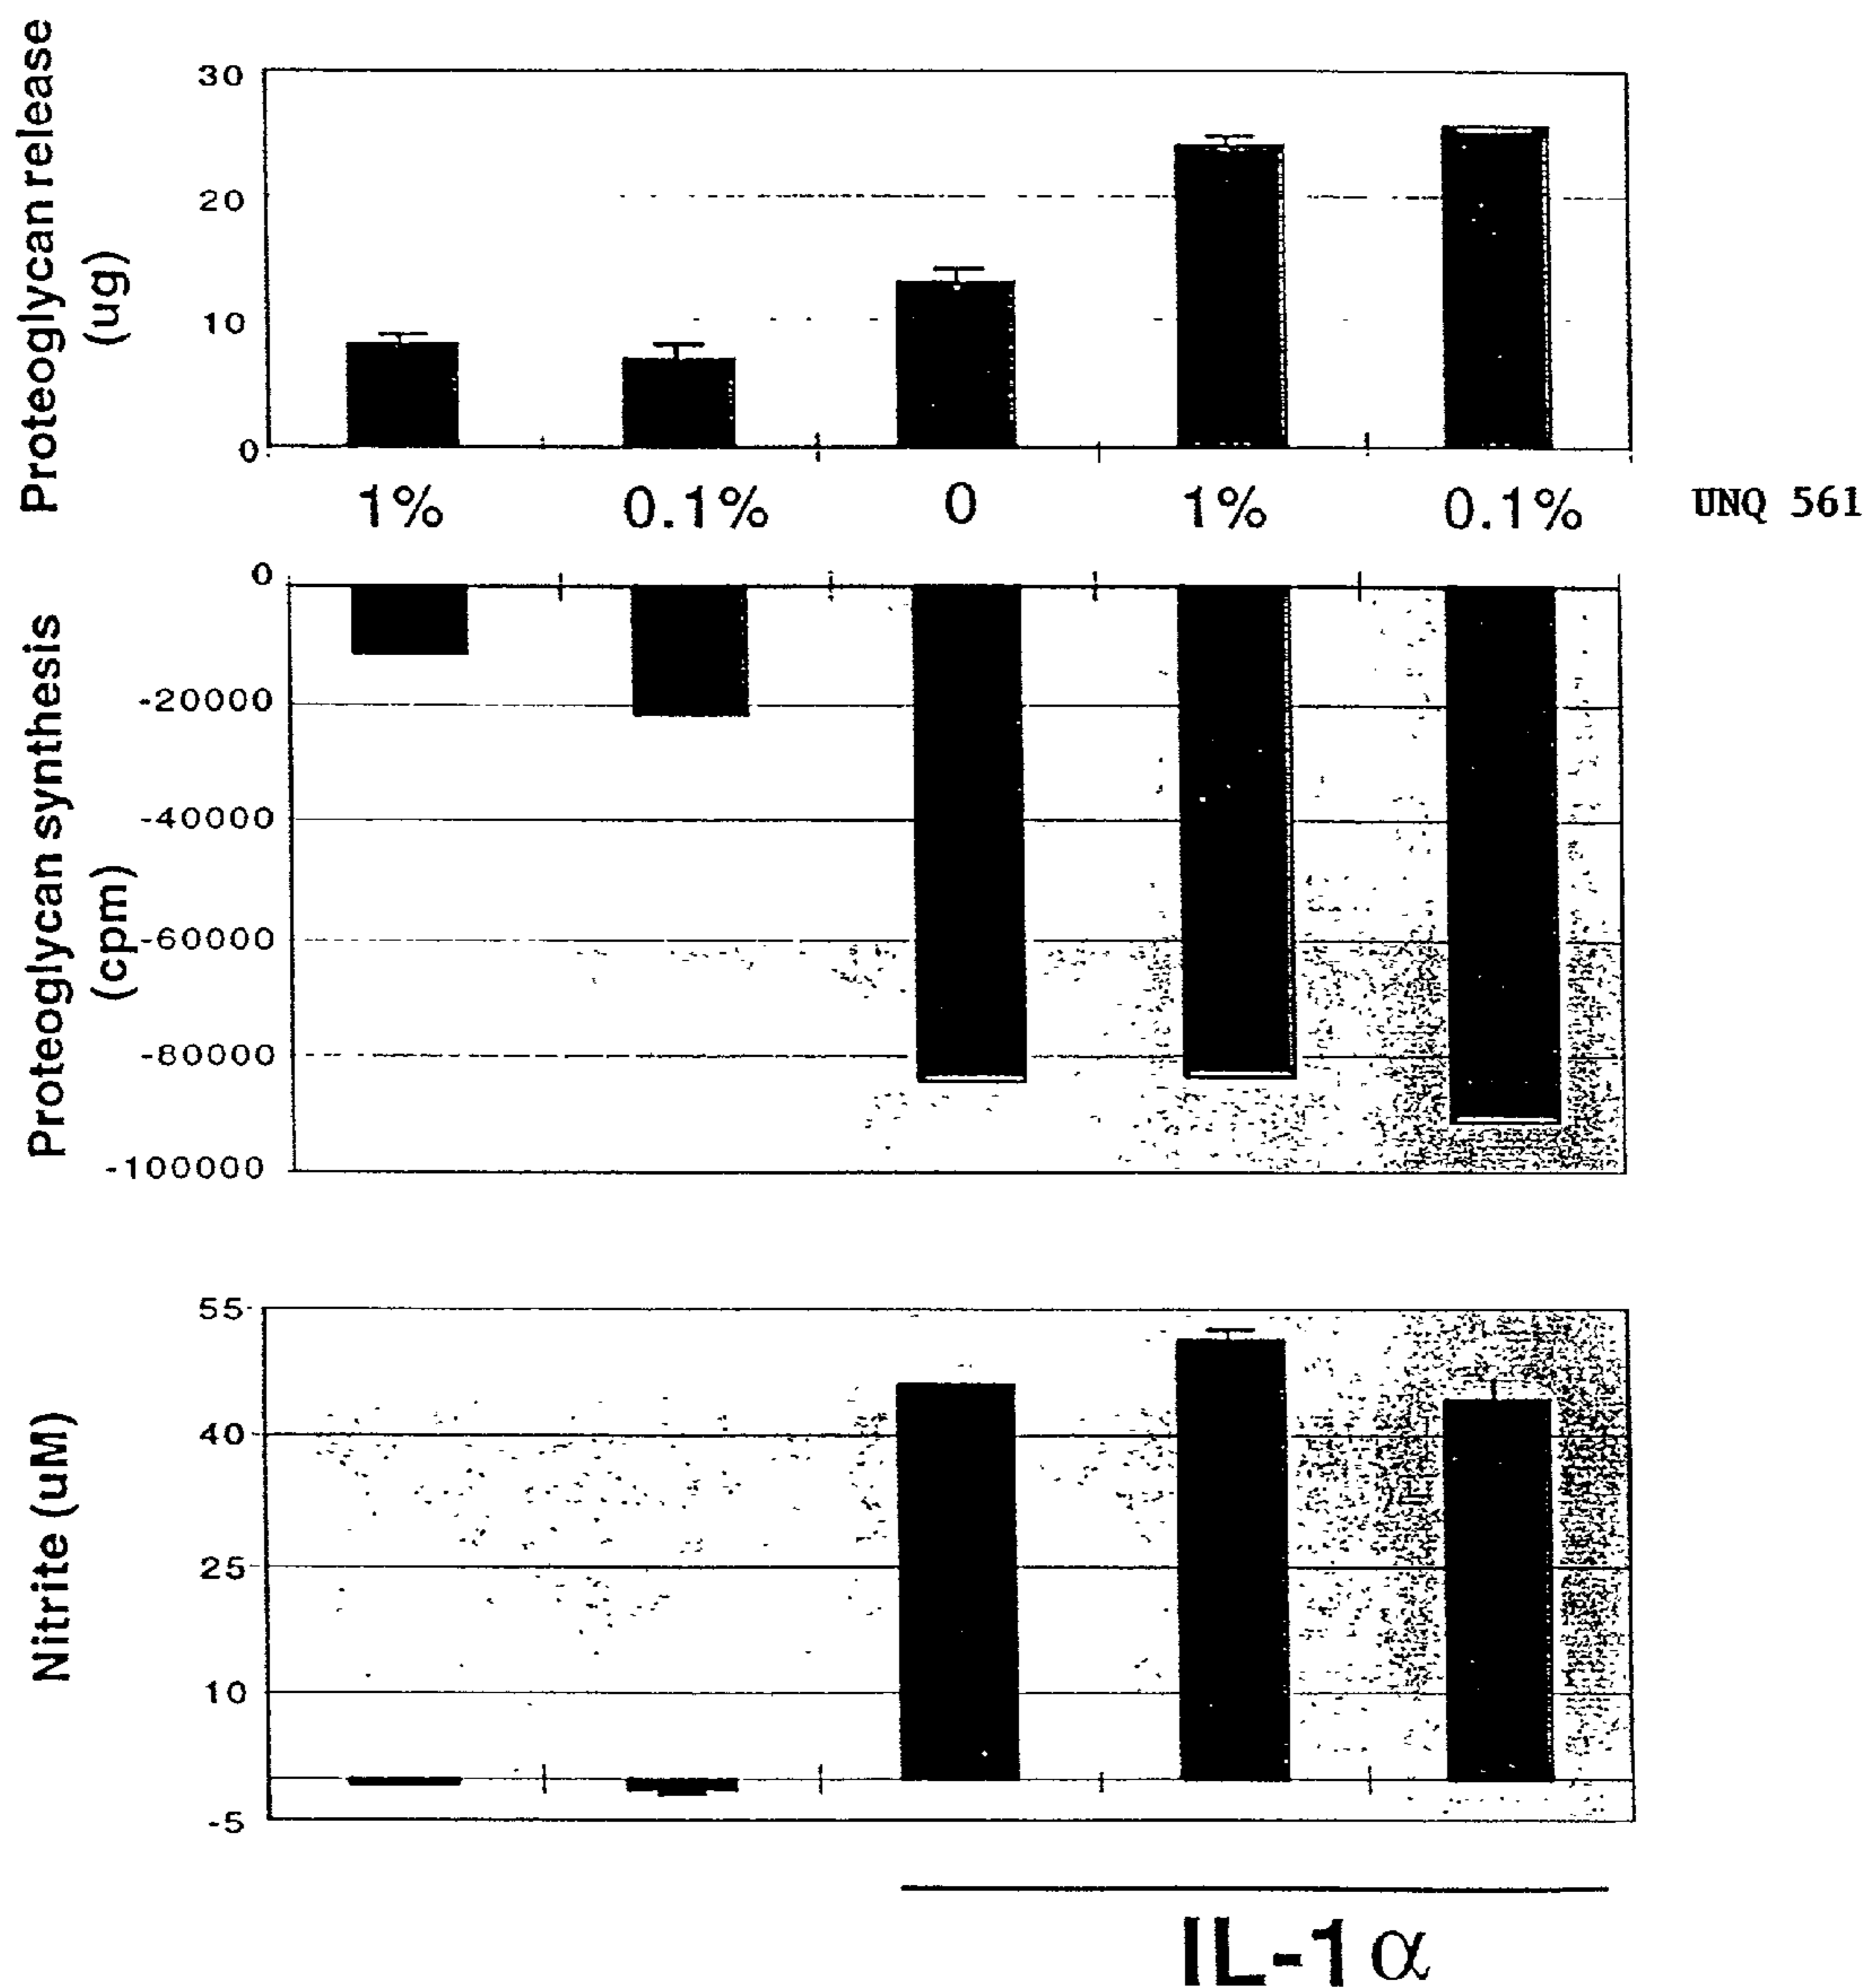 Proteoglycan release
(ug)
30
20
10
0
1% 0.1% 0 1% 0.1% UNQ 561
Proteoglycan synthesis
(cpm)
0
-20000
-40000
-60000
-80000
-100000
Nitrite (uM)
55
40
25
10
-5
IL-1α